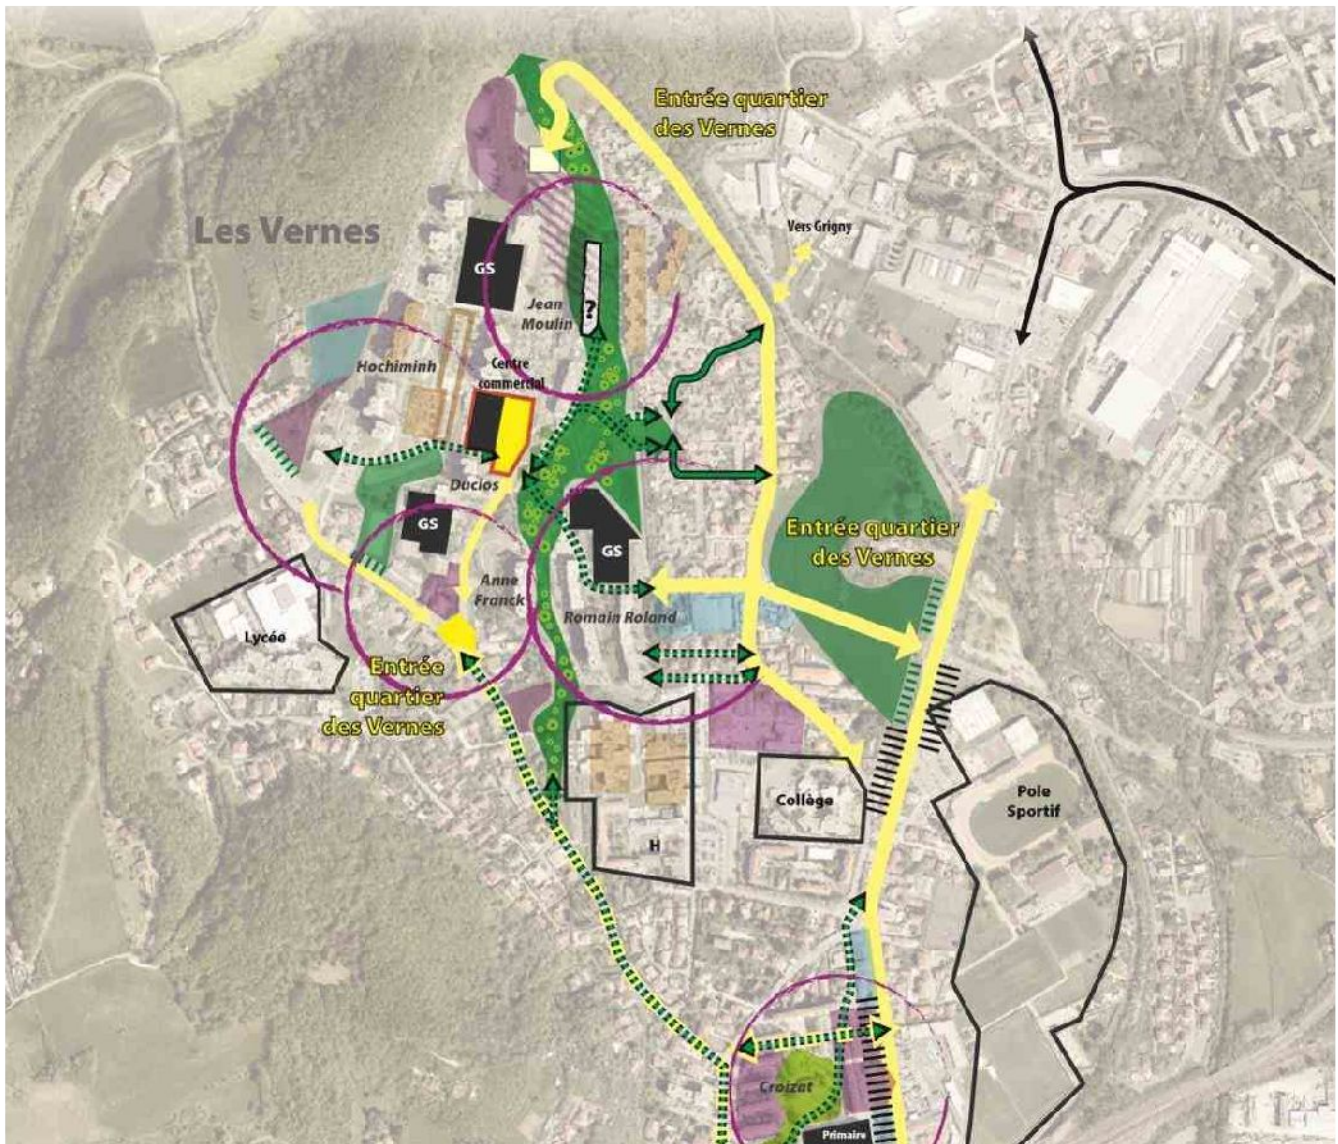 Entrée quartier
des Vernes
Les Vernes
Vers Grigny
GS
Jean
Moulin
?
Hochiminh
Centre
commercial
Duclos
GS
Entrée quartier
des Vernes
GS
Anne
Franck
Romain Roland
Lycée
Entrée
quartier
des Vernes
Collège
Pole
Sportif
H
Croizat
Primaire